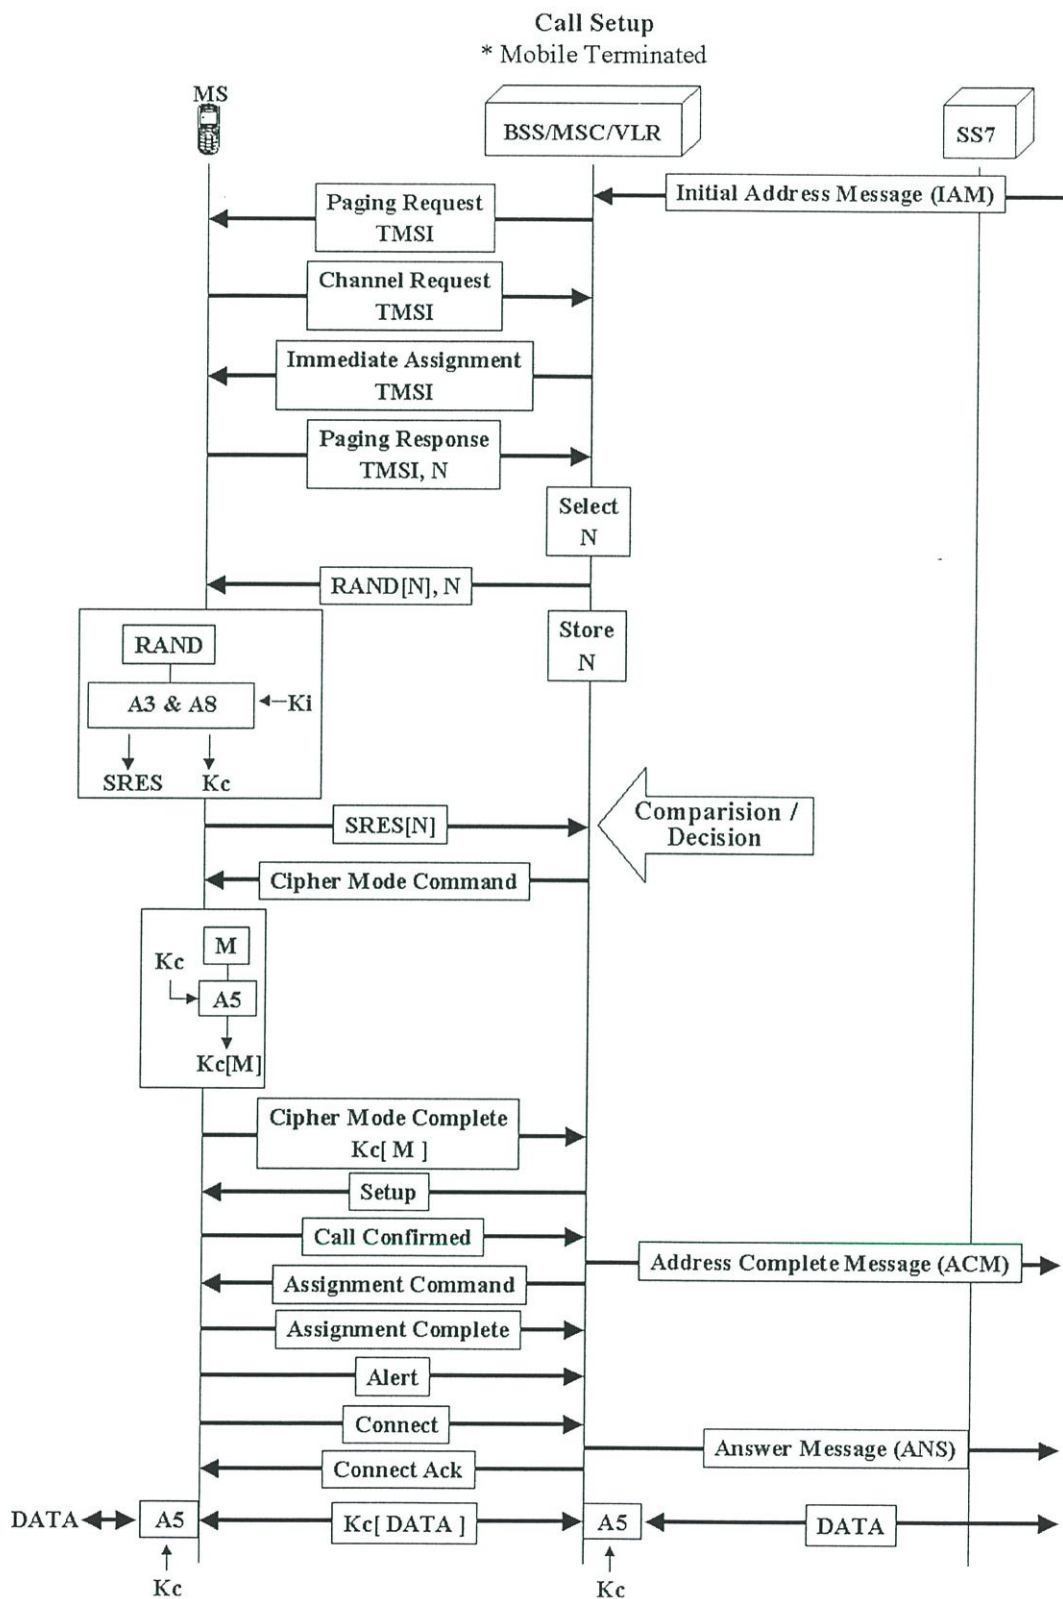 Call Setup
* Mobile Terminated
MS
BSS/MSC/VLR
SS7
Initial Address Message (IAM)
Paging Request
TMSI
Channel Request
TMSI
Immediate Assignment
TMSI
Paging Response
TMSI, N
Select
N
RAND[N], N
Store
N
RAND
A3 & A8
Ki
SRES
Kc
SRES[N]
Comparision /
Decision
Cipher Mode Command
M
Kc
A5
Kc[M]
Cipher Mode Complete
Kc[ M ]
Setup
Call Confirmed
Address Complete Message (ACM)
Assignment Command
Assignment Complete
Alert
Connect
Answer Message (ANS)
Connect Ack
DATA
A5
Kc[ DATA ]
A5
DATA
Kc
Kc